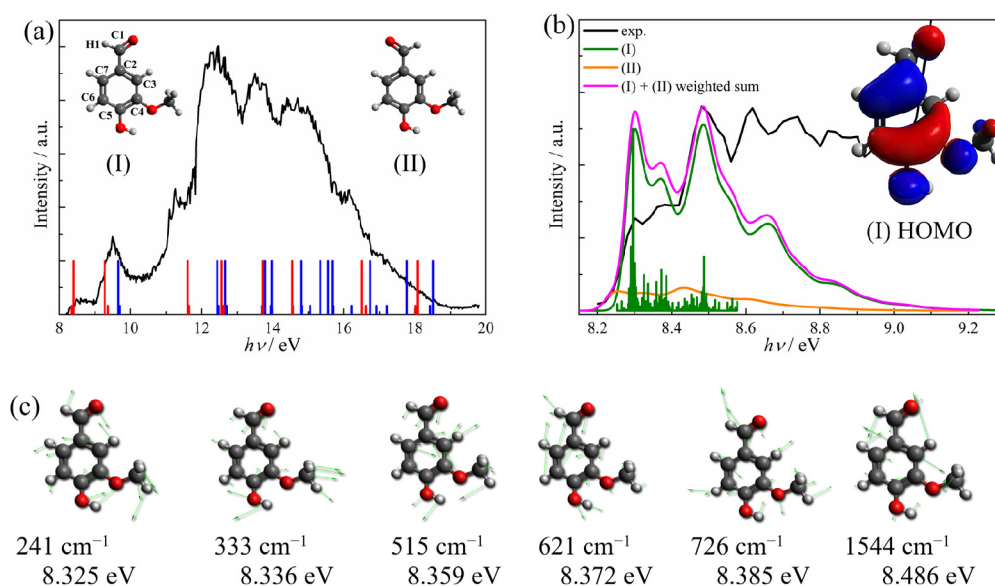 (a)
C1
H1
C2
C7
C3
C6
C4
C5
(I)
(II)
Intensity / a.u.
8 10 12 14 16 18 20
hν / eV
(b)
exp.
(I)
(II)
(I) + (II) weighted sum
(I) HOMO
Intensity / a.u.
8.2 8.4 8.6 8.8 9.0 9.2
hν / eV
(c)
241 cm⁻¹
8.325 eV
333 cm⁻¹
8.336 eV
515 cm⁻¹
8.359 eV
621 cm⁻¹
8.372 eV
726 cm⁻¹
8.385 eV
1544 cm⁻¹
8.486 eV